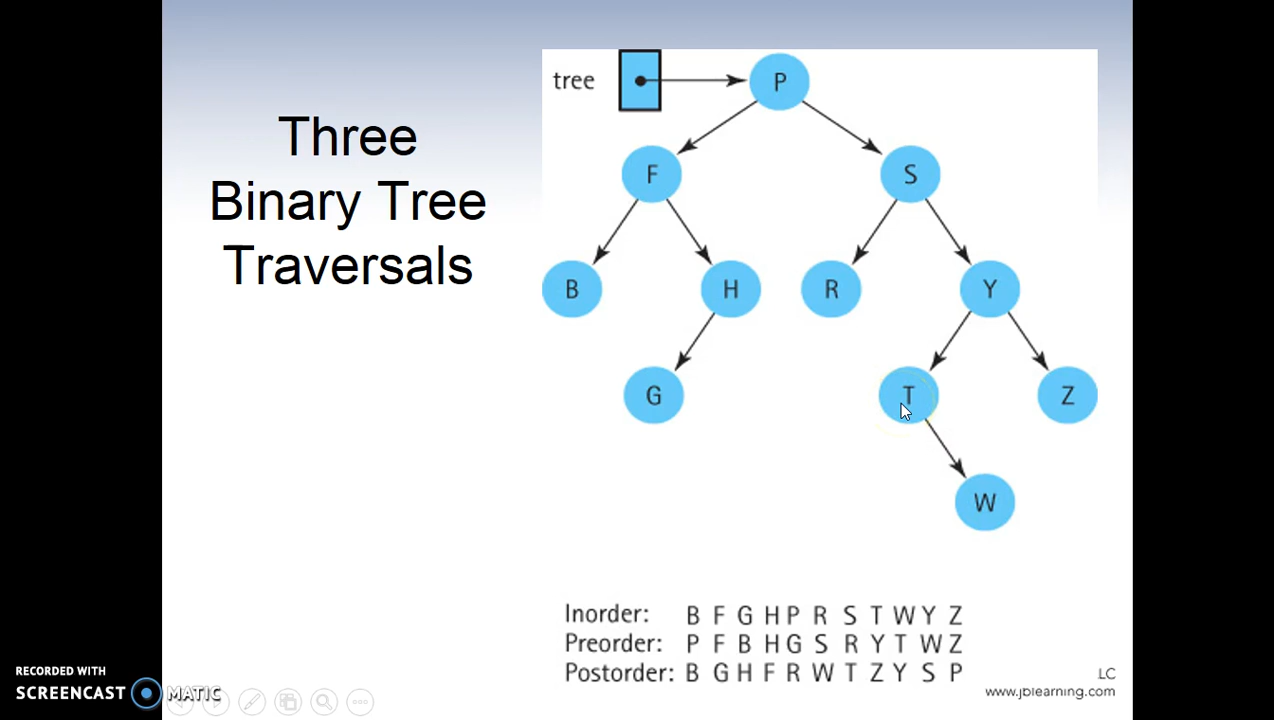 Three
Binary Tree
Traversals
tree
P
F
S
B
H
R
Y
G
T
Z
W
Inorder: B F G H P R S T W Y Z
Preorder: P F B H G S R Y T W Z
Postorder: B G H F R W T Z Y S P
LC
www.jblearning.com
RECORDED WITH
SCREENCAST MATIC